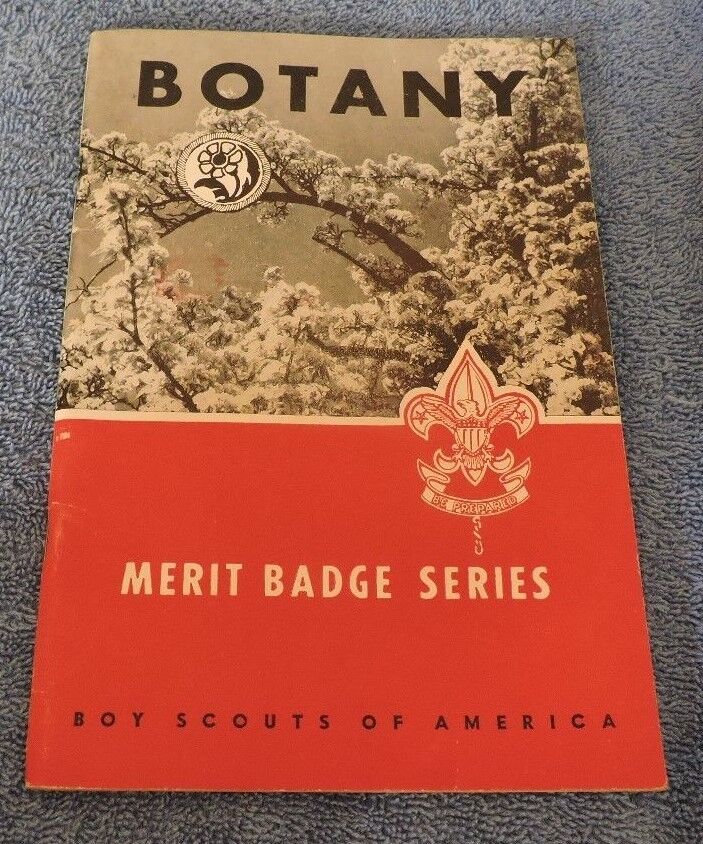 BOTANY
BE PREPARED
MERIT BADGE SERIES
BOY SCOUTS OF AMERICA